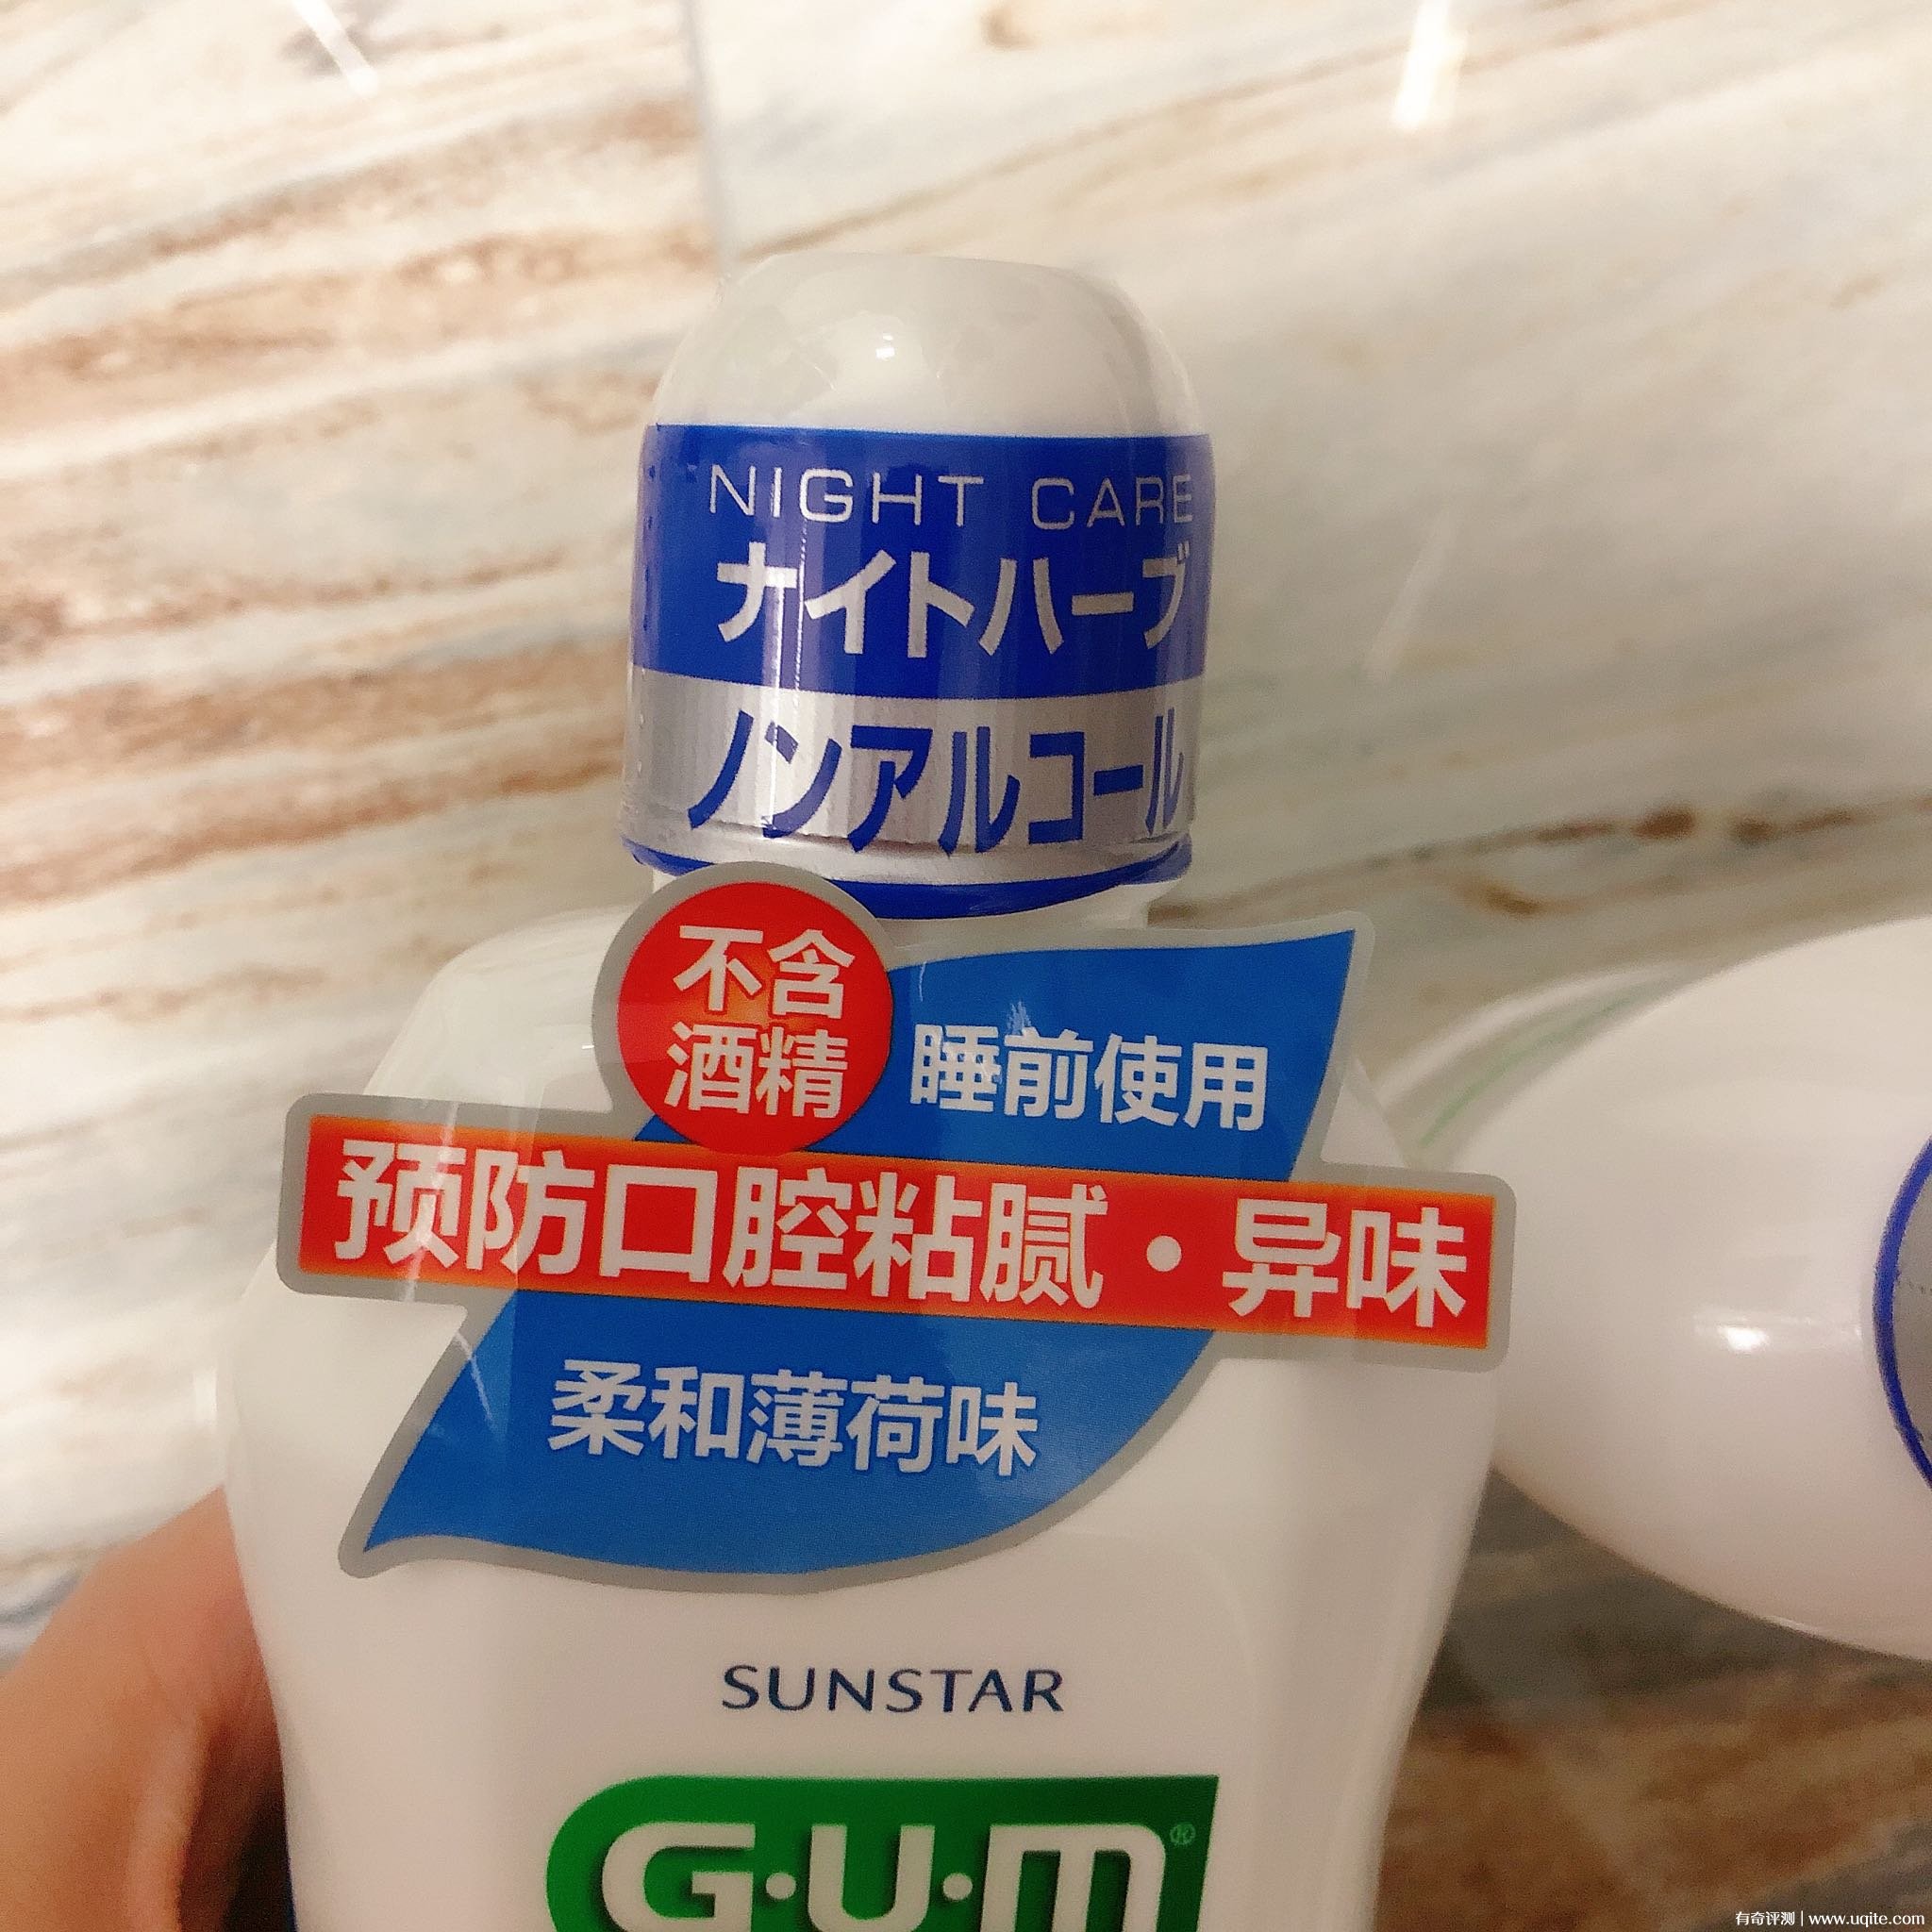 NIGHT CARE
ナイトハーブ
ノンアルコール
不含
酒精
睡前使用
预防口腔粘腻·异味
柔和薄荷味
SUNSTAR
G·U·M®
有奇评测 | www.uqite.com